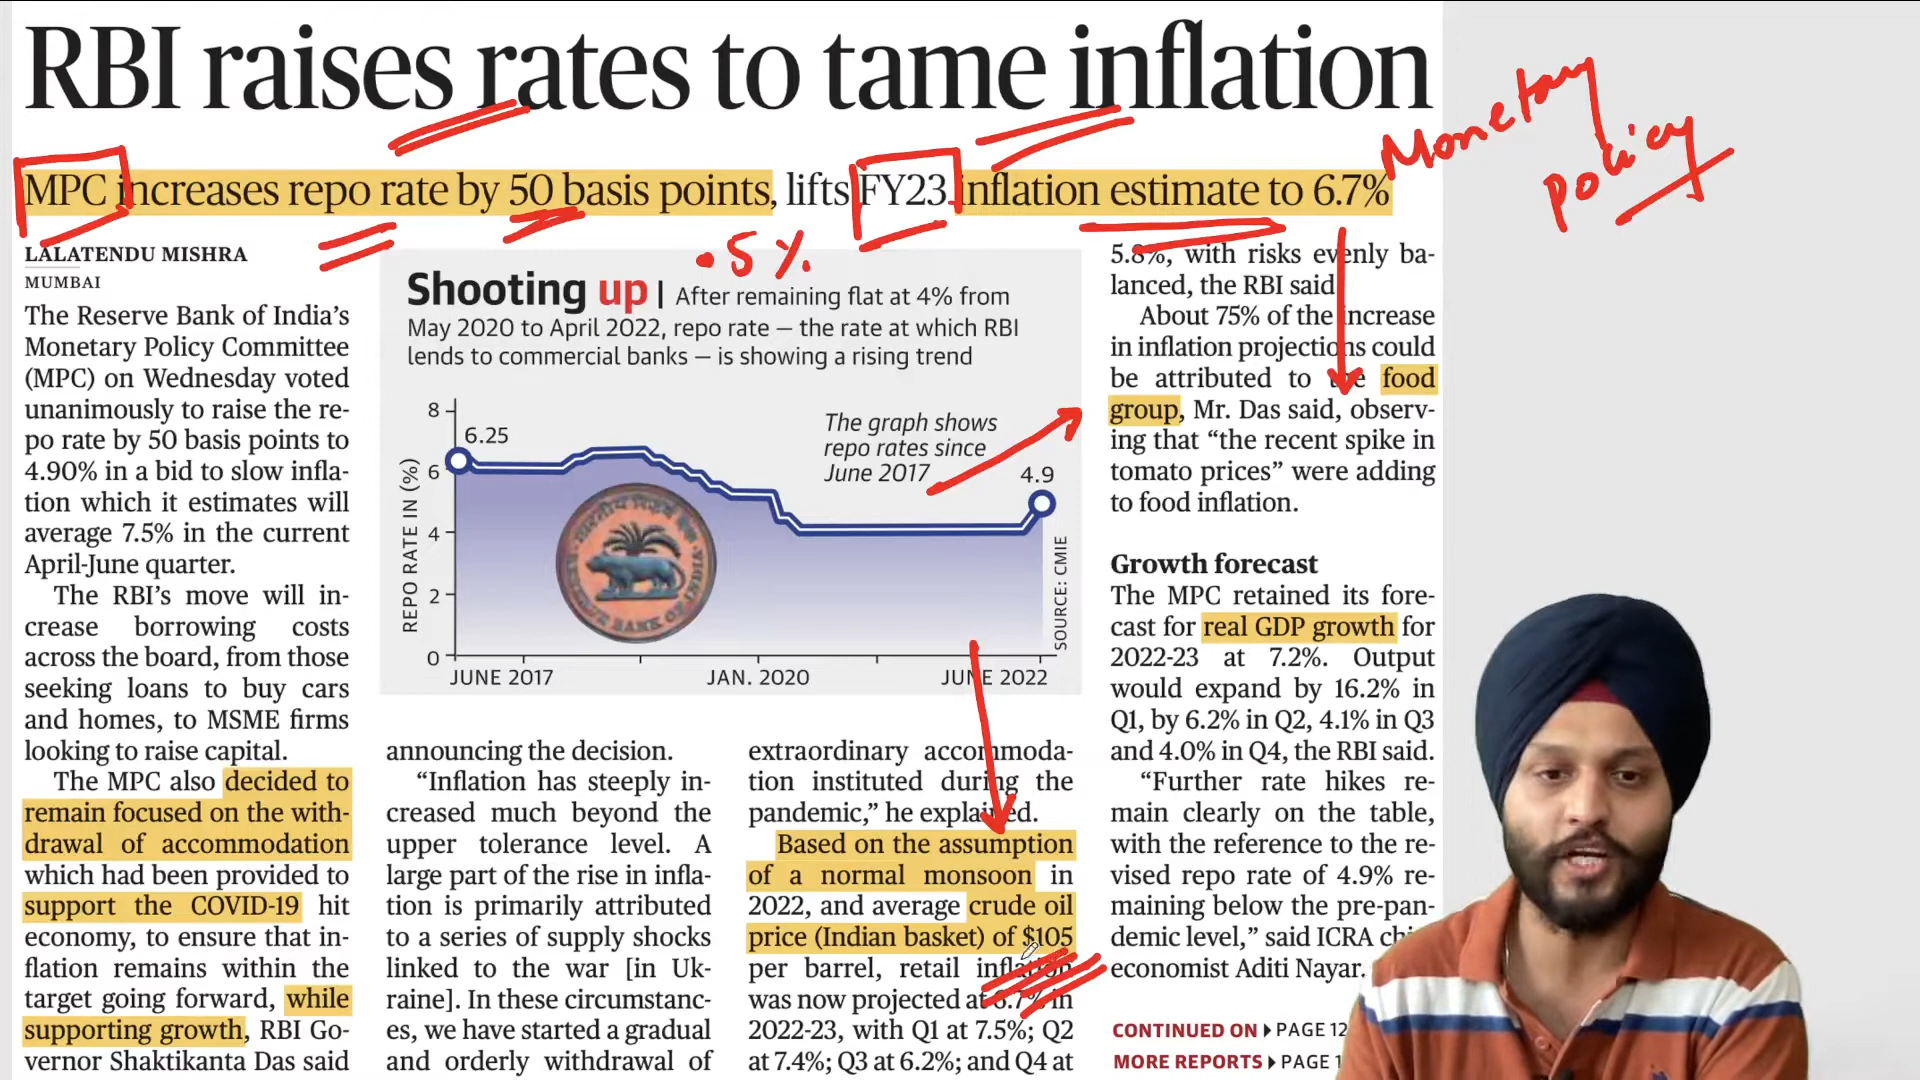 RBI raises rates to tame inflation
MPC increases repo rate by 50 basis points, lifts FY23 inflation estimate to 6.7%
Monetary
Policy
.5%
LALATENDU MISHRA
MUMBAI
The Reserve Bank of India's
Monetary Policy Committee
(MPC) on Wednesday voted
unanimously to raise the re-
po rate by 50 basis points to
4.90% in a bid to slow infla-
tion which it estimates will
average 7.5% in the current
April-June quarter.
The RBI's move will in-
crease borrowing costs
across the board, from those
seeking loans to buy cars
and homes, to MSME firms
looking to raise capital.
The MPC also decided to
remain focused on the with-
drawal of accommodation
which had been provided to
support the COVID-19 hit
economy, to ensure that in-
flation remains within the
target going forward, while
supporting growth, RBI Go-
vernor Shaktikanta Das said
Shooting up | After remaining flat at 4% from
May 2020 to April 2022, repo rate — the rate at which RBI
lends to commercial banks — is showing a rising trend
The graph shows
repo rates since
June 2017
REPO RATE IN (%)
8
6
4
2
0
6.25
4.9
JUNE 2017
JAN. 2020
JUNE 2022
SOURCE: CMIE
announcing the decision.
“Inflation has steeply in-
creased much beyond the
upper tolerance level. A
large part of the rise in infla-
tion is primarily attributed
to a series of supply shocks
linked to the war [in Uk-
raine]. In these circumstanc-
es, we have started a gradual
and orderly withdrawal of
extraordinary accommoda-
tion instituted during the
pandemic,” he explained.
Based on the assumption
of a normal monsoon in
2022, and average crude oil
price (Indian basket) of $105
per barrel, retail inflation
was now projected at 6.7% in
2022-23, with Q1 at 7.5%; Q2
at 7.4%; Q3 at 6.2%; and Q4 at
5.8%, with risks evenly ba-
lanced, the RBI said
About 75% of the increase
in inflation projections could
be attributed to the food
group, Mr. Das said, observ-
ing that “the recent spike in
tomato prices” were adding
to food inflation.
Growth forecast
The MPC retained its fore-
cast for real GDP growth for
2022-23 at 7.2%. Output
would expand by 16.2% in
Q1, by 6.2% in Q2, 4.1% in Q3
and 4.0% in Q4, the RBI said.
“Further rate hikes re-
main clearly on the table,
with the reference to the re-
vised repo rate of 4.9% re-
maining below the pre-pan-
demic level,” said ICRA
economist Aditi Nayar.
CONTINUED ON PAGE 12
MORE REPORTS PAGE